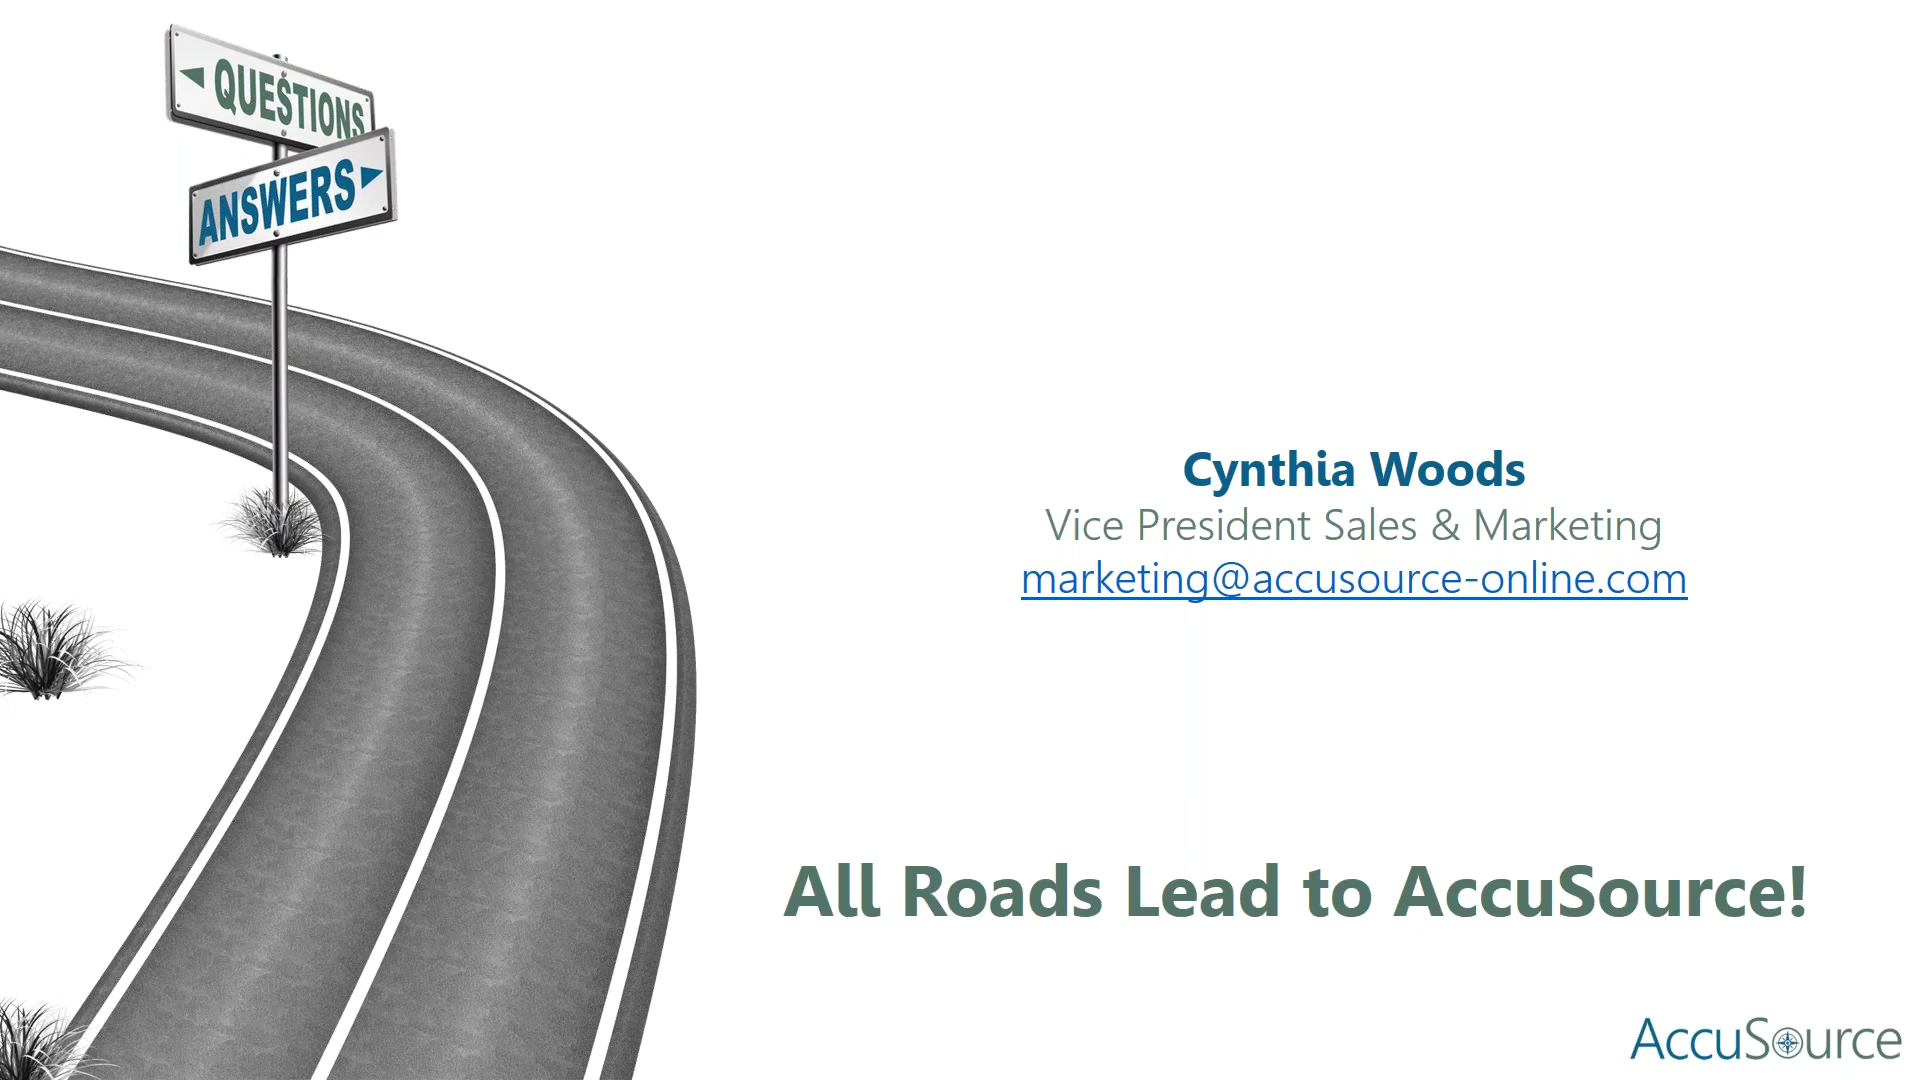 QUESTIONS
ANSWERS
Cynthia Woods
Vice President Sales & Marketing
marketing@accusource-online.com
All Roads Lead to AccuSource!
AccuSource